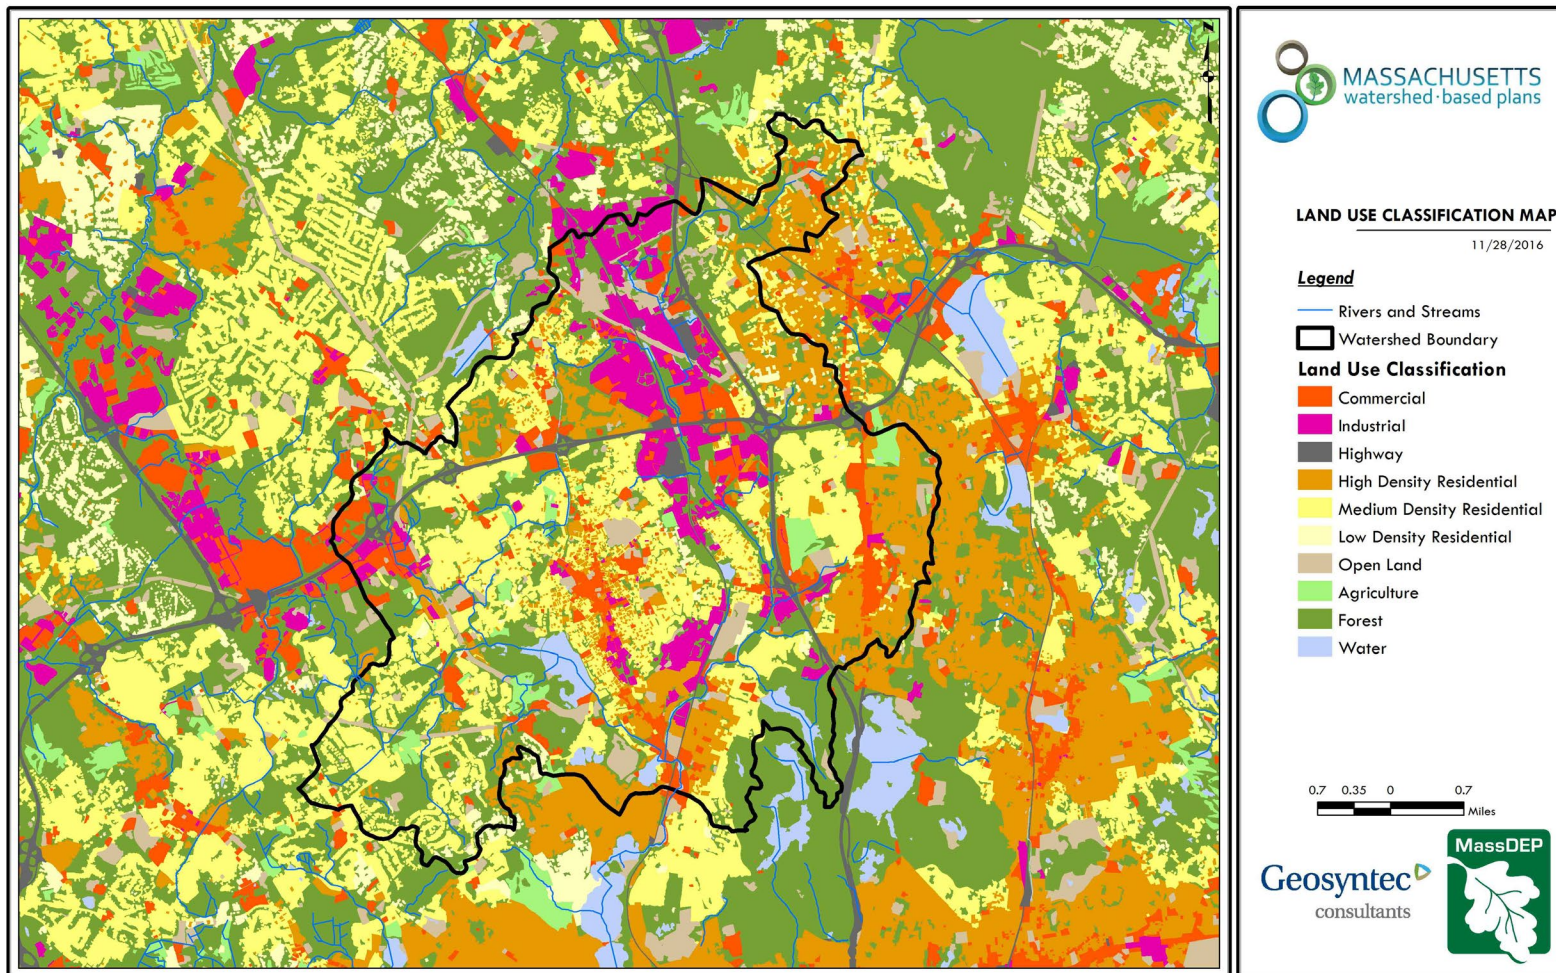 N
MASSACHUSETTS
watershed·based plans
LAND USE CLASSIFICATION MAP
11/28/2016
Legend
Rivers and Streams
Watershed Boundary
Land Use Classification
Commercial
Industrial
Highway
High Density Residential
Medium Density Residential
Low Density Residential
Open Land
Agriculture
Forest
Water
0.7 0.35 0 0.7
Miles
MassDEP
Geosyntec
consultants